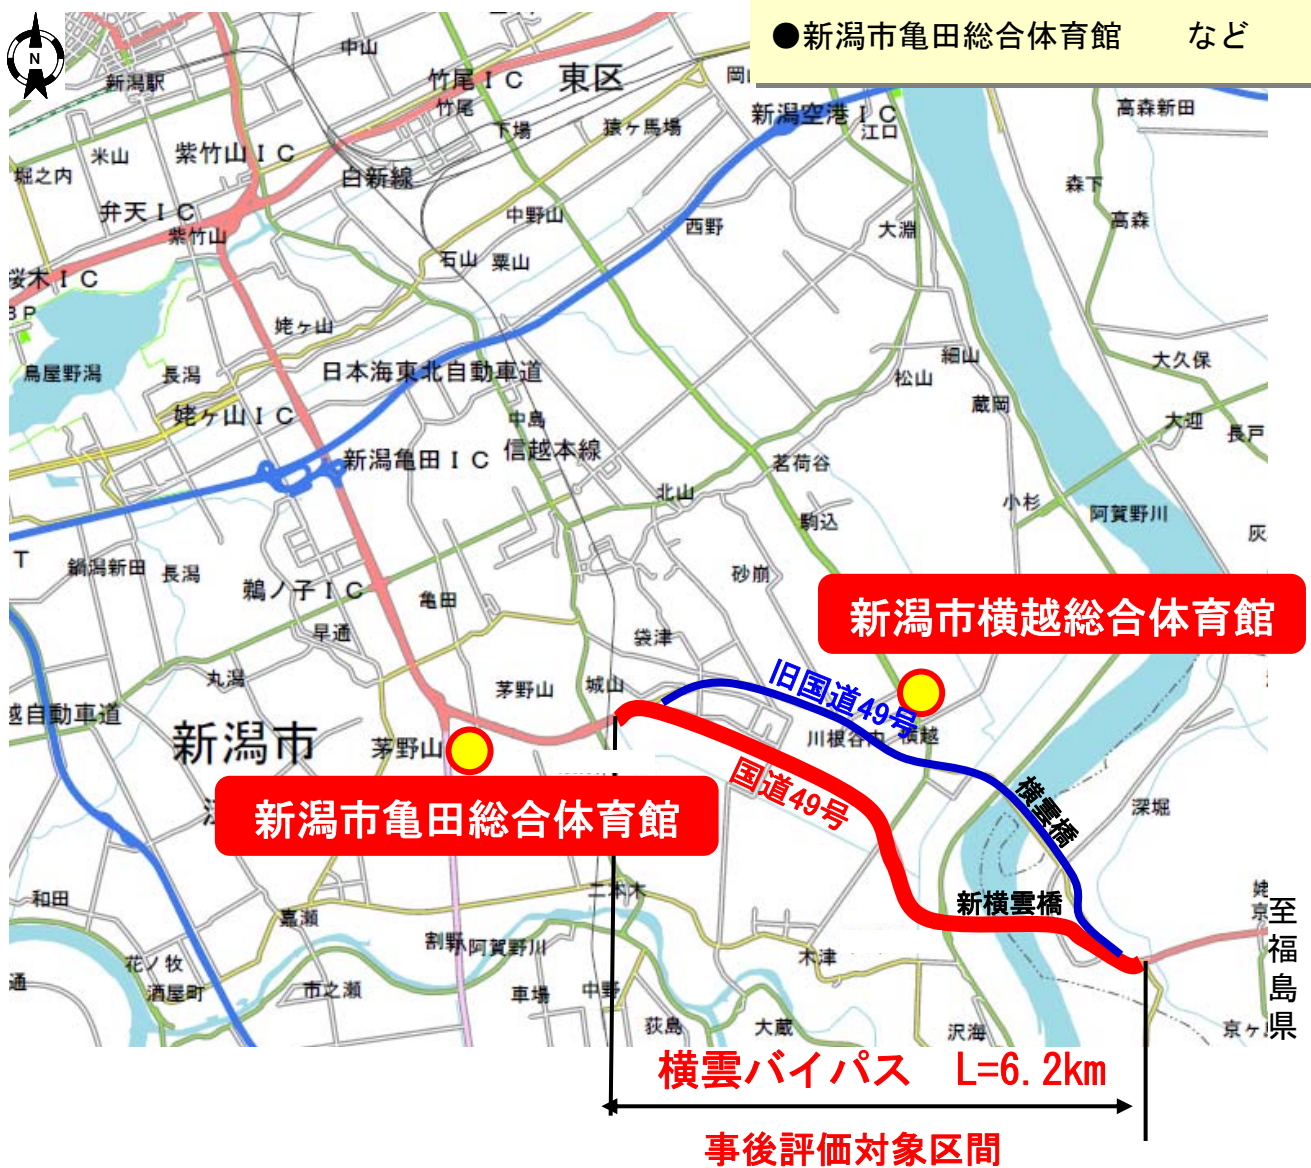 ●新潟市亀田総合体育館　　など
N
中山
新潟駅
竹尾ＩＣ
東区
竹尾
新潟空港ＩＣ
高森新田
下場
猿ヶ馬場
江口
米山
紫竹山ＩＣ
堀之内
白新線
森下
弁天ＩＣ
中野山
高森
紫竹山
西野
大淵
石山
粟山
桜木ＩＣ
姥ヶ山
鳥屋野潟
長潟
日本海東北自動車道
細山
大久保
松山
姥ヶ山ＩＣ
中島
蔵岡
大迎
長戸
新潟亀田ＩＣ
信越本線
茗荷谷
北山
小杉
阿賀野川
駒込
灰
T
鍋潟新田
長潟
鵜ノ子ＩＣ
亀田
砂崩
新潟市横越総合体育館
早通
袋津
丸潟
茅野山
城山
旧国道49号
越自動車道
新潟市
茅野山
川根谷内
横越
国道49号
横雲橋
深堀
新潟市亀田総合体育館
和田
嘉瀬
二本木
新横雲橋
至福島県
割野
阿賀野川
木津
花ノ牧
通
酒屋町
市之瀬
車場
中野
荻島
大蔵
沢海
京ヶ
横雲バイパス　L=6.2km
事後評価対象区間